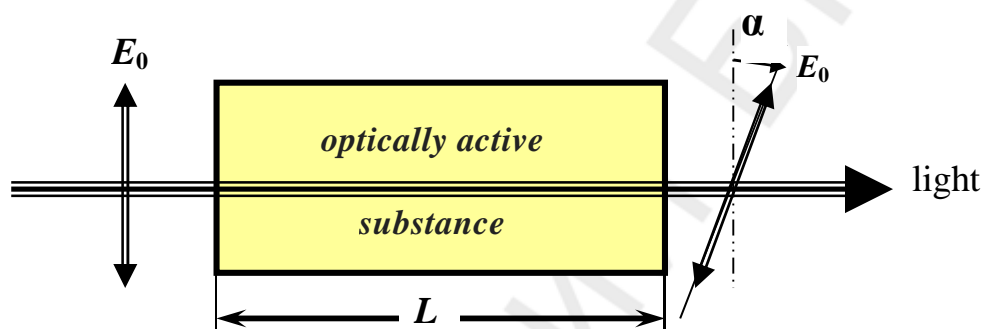 α
E₀
E₀
optically active
light
substance
L